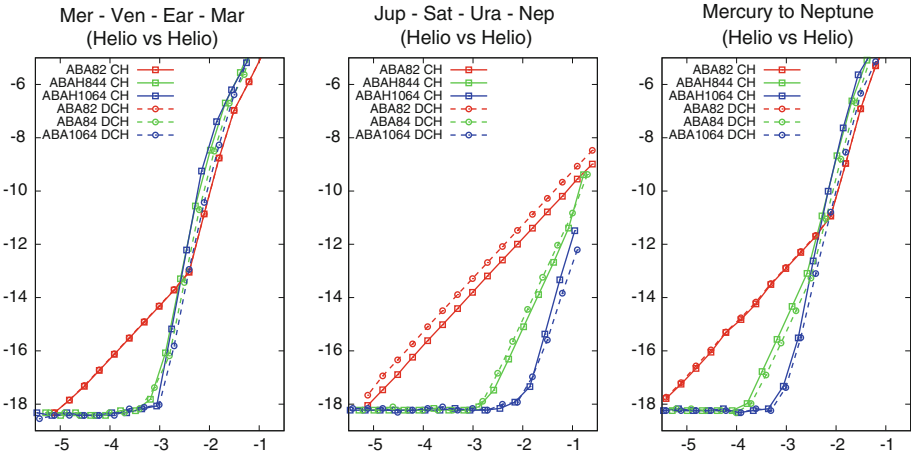 Mer - Ven - Ear - Mar
(Helio vs Helio)
ABA82 CH
ABAH844 CH
ABAH1064 CH
ABA82 DCH
ABA84 DCH
ABA1064 DCH
-6
-8
-10
-12
-14
-16
-18
-5 -4 -3 -2 -1
Jup - Sat - Ura - Nep
(Helio vs Helio)
ABA82 CH
ABAH844 CH
ABAH1064 CH
ABA82 DCH
ABA84 DCH
ABA1064 DCH
-6
-8
-10
-12
-14
-16
-18
-5 -4 -3 -2 -1
Mercury to Neptune
(Helio vs Helio)
ABA82 CH
ABAH844 CH
ABAH1064 CH
ABA82 DCH
ABA84 DCH
ABA1064 DCH
-6
-8
-10
-12
-14
-16
-18
-5 -4 -3 -2 -1